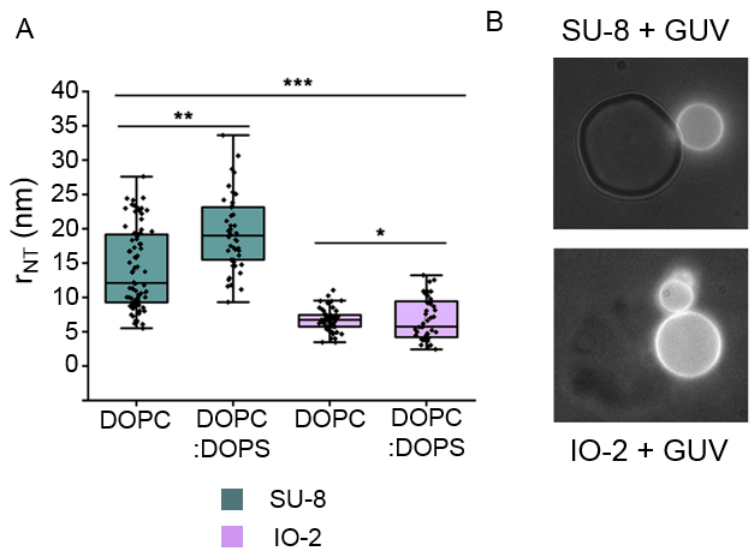 A
B
SU-8 + GUV
40
35
30
25
20
15
10
5
0
r_NT (nm)
***
**
*
DOPC
DOPC
:DOPS
DOPC
DOPC
:DOPS
SU-8
IO-2
IO-2 + GUV